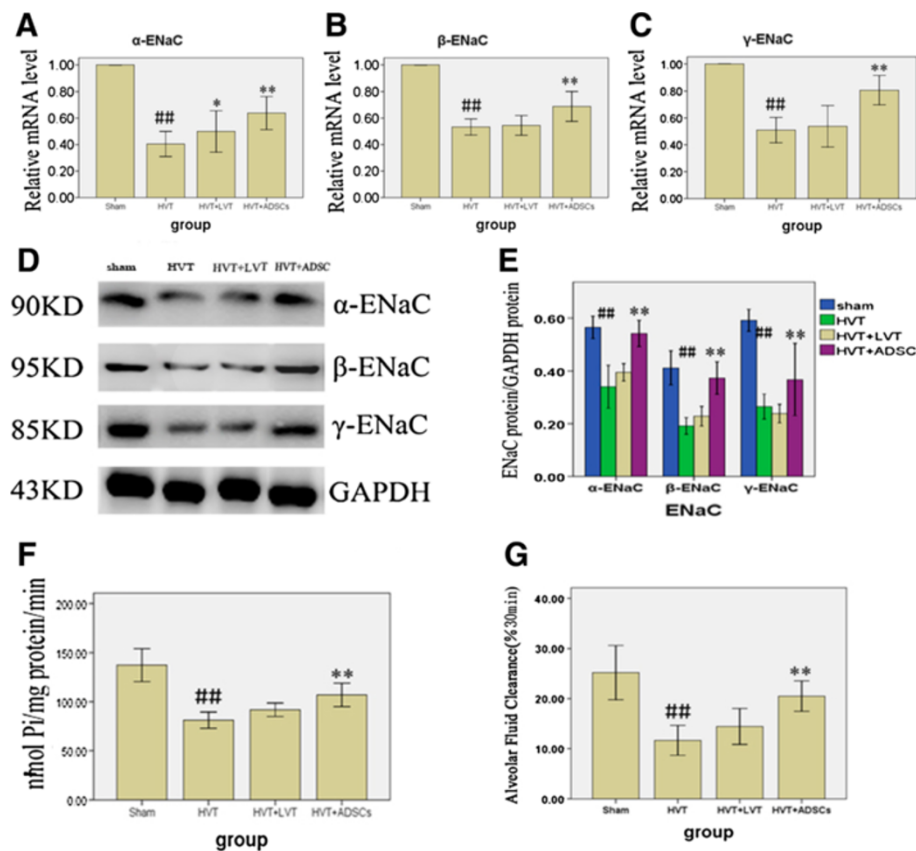 A
α-ENaC
Relative mRNA level
1.00
0.80
0.60
0.40
0.20
0.00
##
*
**
Sham HVT HVT+LVT HVT+ADSCs
group
B
β-ENaC
Relative mRNA level
1.00
0.80
0.60
0.40
0.20
0.00
##
**
Sham HVT HVT+LVT HVT+ADSCs
group
C
γ-ENaC
Relative mRNA level
1.00
0.80
0.60
0.40
0.20
0.00
##
**
Sham HVT HVT+LVT HVT+ADSCs
group
D
sham HVT HVT+LVT HVT+ADSC
90KD α-ENaC
95KD β-ENaC
85KD γ-ENaC
43KD GAPDH
E
ENaC protein/GAPDH protein
0.60
0.40
0.20
0.00
## **
## **
## **
α-ENaC β-ENaC γ-ENaC
ENaC
sham
HVT
HVT+LVT
HVT+ADSC
F
Pi/mg protein/min
200.00
150.00
100.00
50.00
0.00
##
**
Sham HVT HVT+LVT HVT+ADSCs
group
G
Alveolar Fluid Clearance(%30min)
40.00
30.00
20.00
10.00
0.00
##
**
Sham HVT HVT+LVT HVT+ADSCs
group